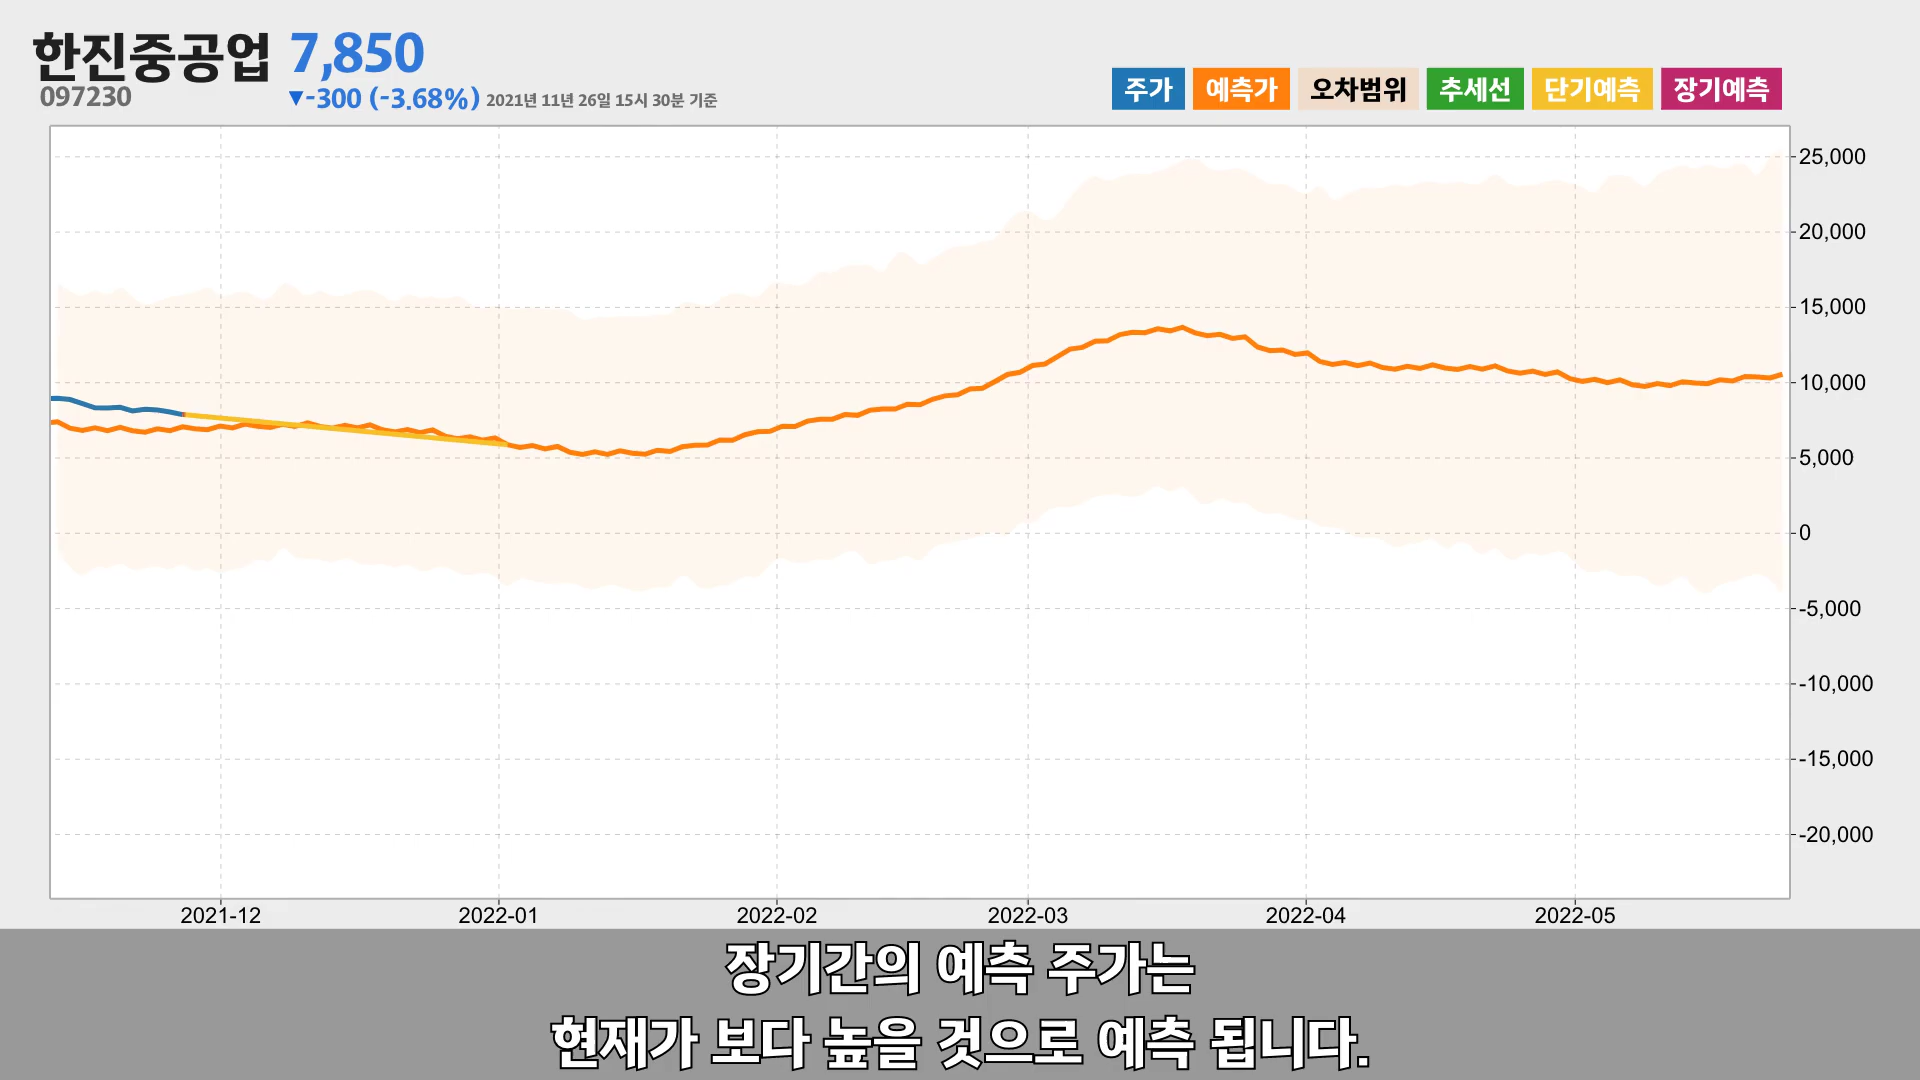 한진중공업 7,850
097230 ▼-300 (-3.68%) 2021년 11년 26일 15시 30분 기준
주가 예측가 오차범위 추세선 단기예측 장기예측
25,000
20,000
15,000
10,000
5,000
0
-5,000
-10,000
-15,000
-20,000
2021-12 2022-01 2022-02 2022-03 2022-04 2022-05
장기간의 예측 주가는
현재가 보다 높을 것으로 예측 됩니다.